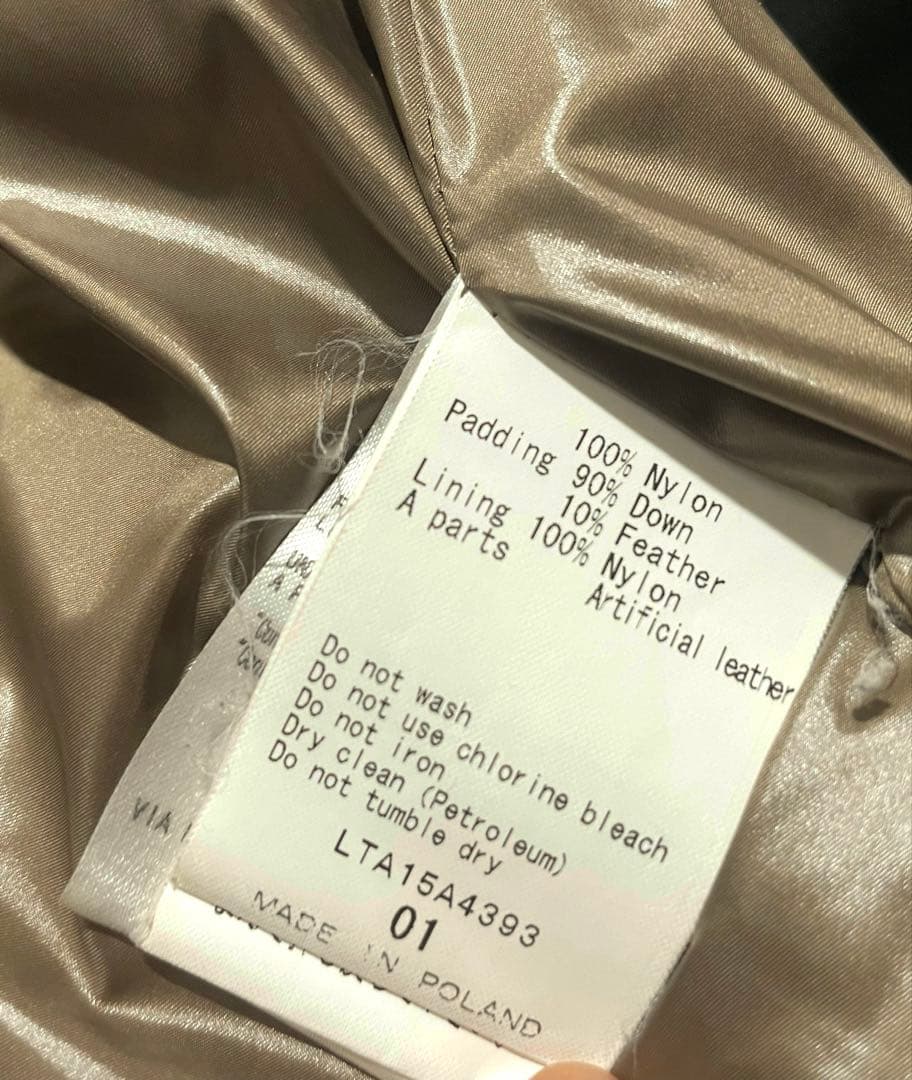 100% Nylon
Padding 90% Down
10% Feather
Lining 100% Nylon
A parts Artificial leather
Do not wash
Do not use chlorine bleach
Do not iron
Dry clean (Petroleum)
Do not tumble dry
LTA15A4393
01
MADE IN POLAND
VIA